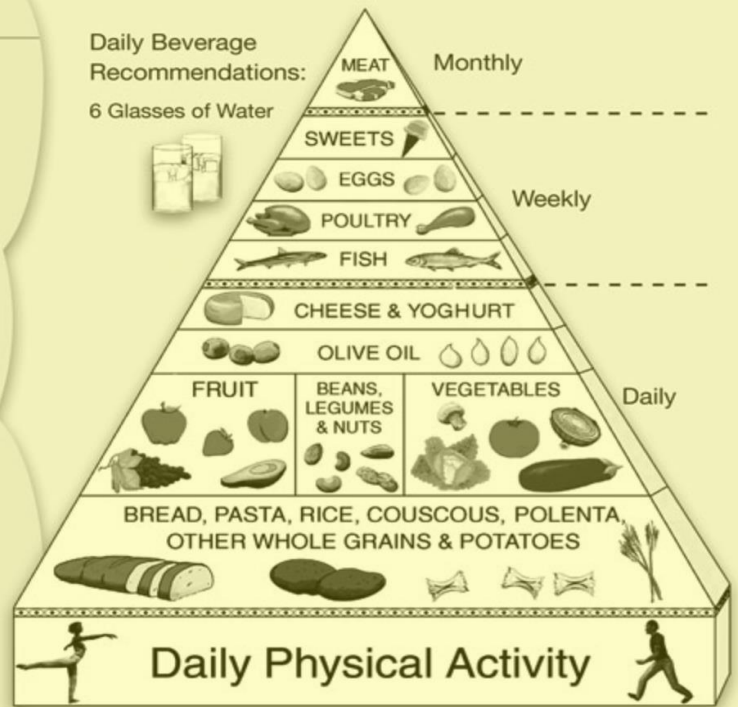 Daily Beverage
Recommendations:
6 Glasses of Water
MEAT
Monthly
SWEETS
EGGS
Weekly
POULTRY
FISH
CHEESE & YOGHURT
OLIVE OIL
Daily
FRUIT
BEANS,
LEGUMES
& NUTS
VEGETABLES
BREAD, PASTA, RICE, COUSCOUS, POLENTA,
OTHER WHOLE GRAINS & POTATOES
Daily Physical Activity